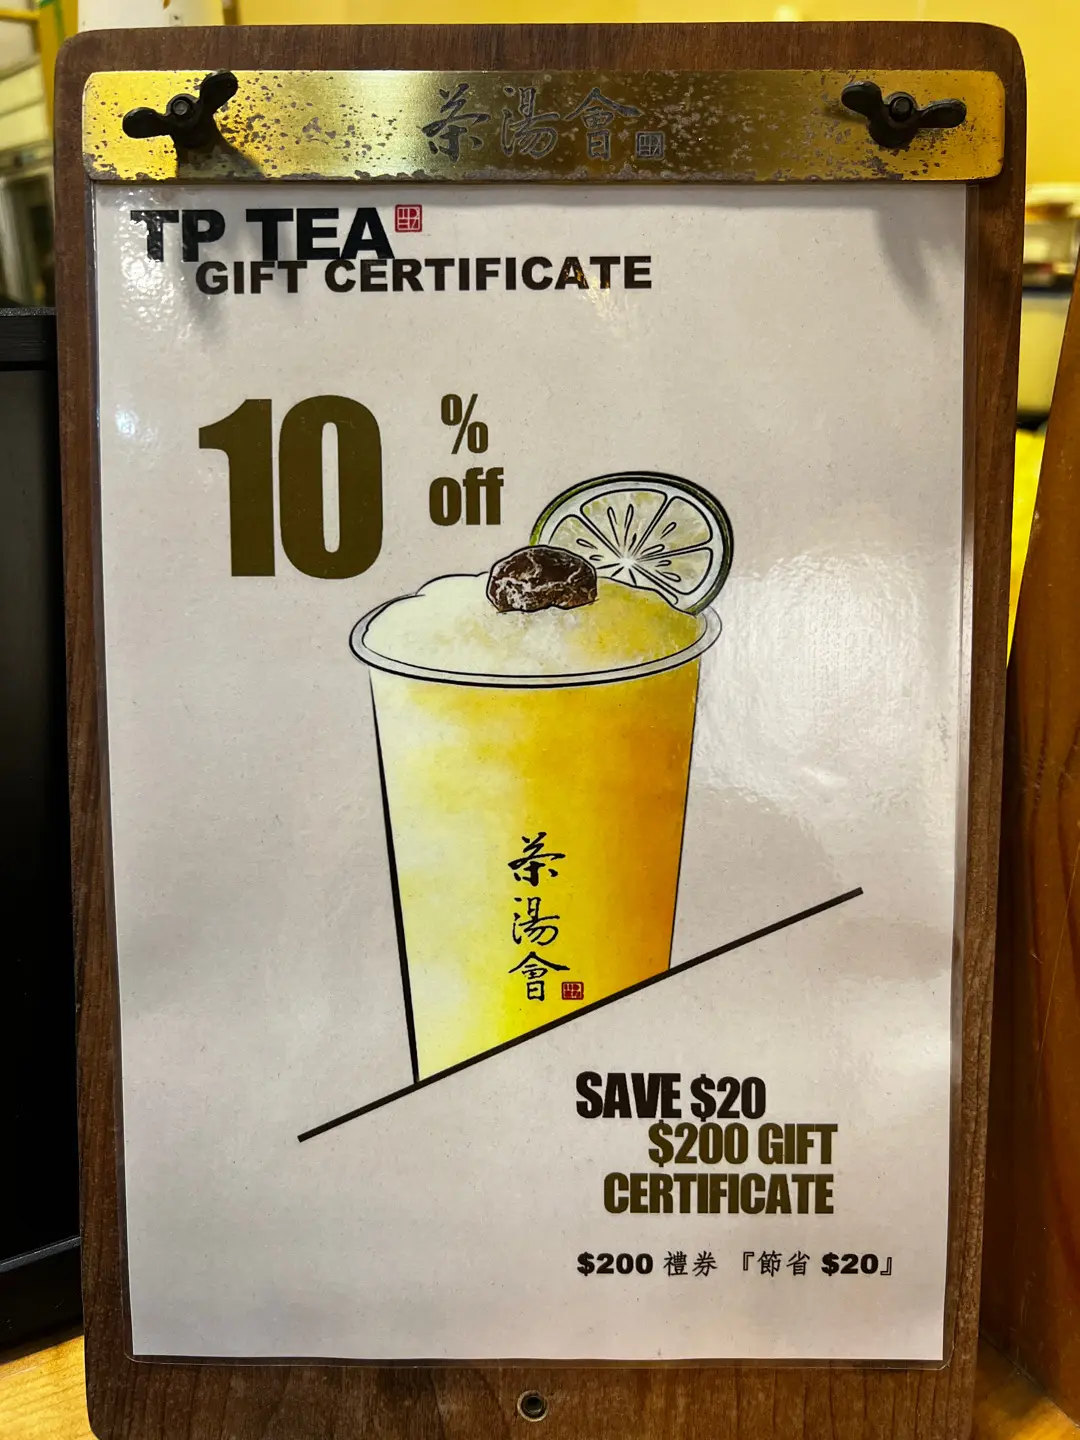 茶湯會
TP TEA
GIFT CERTIFICATE
10
%
off
茶
湯
會
SAVE $20
$200 GIFT
CERTIFICATE
$200 禮券 『節省 $20』